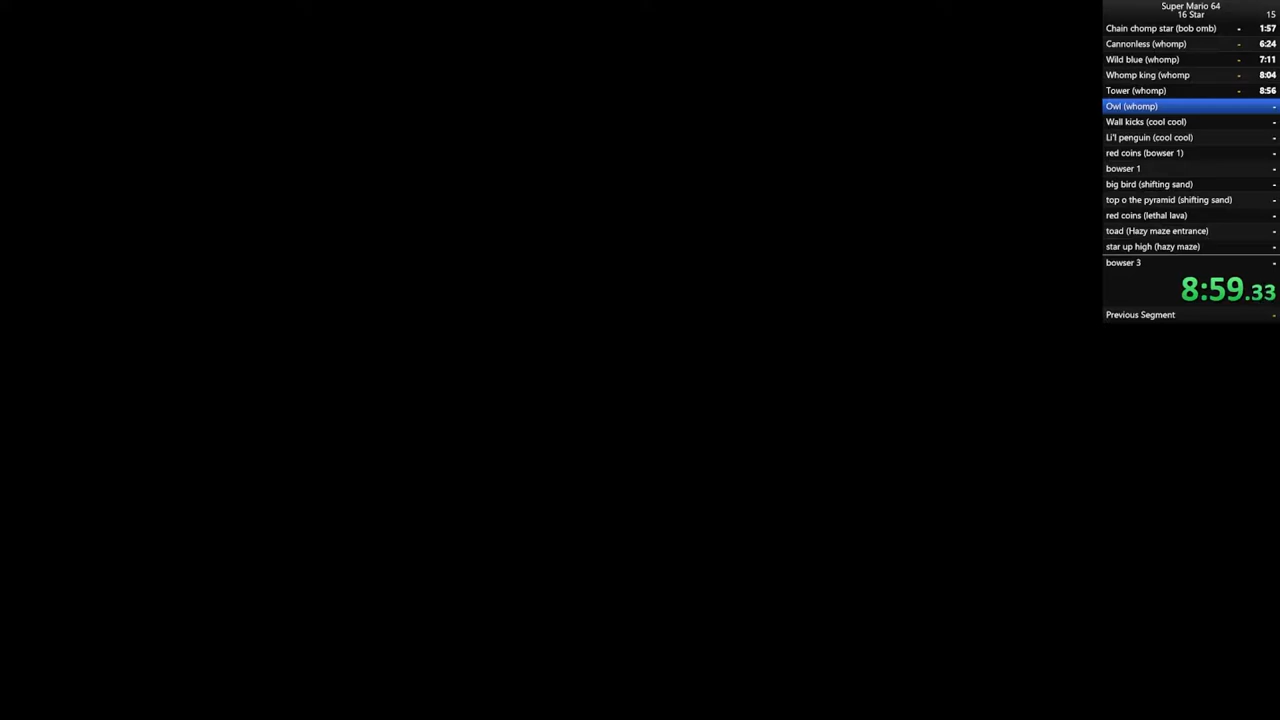 Super Mario 64
16 Star 15
Chain chomp star (bob omb) - 1:57
Cannonless (whomp) - 6:24
Wild blue (whomp) - 7:11
Whomp king (whomp - 8:04
Tower (whomp) - 8:56
Owl (whomp) -
Wall kicks (cool cool) -
Li'l penguin (cool cool) -
red coins (bowser 1) -
bowser 1 -
big bird (shifting sand) -
top o the pyramid (shifting sand) -
red coins (lethal lava) -
toad (Hazy maze entrance) -
star up high (hazy maze) -
bowser 3 -
8:59.33
Previous Segment -